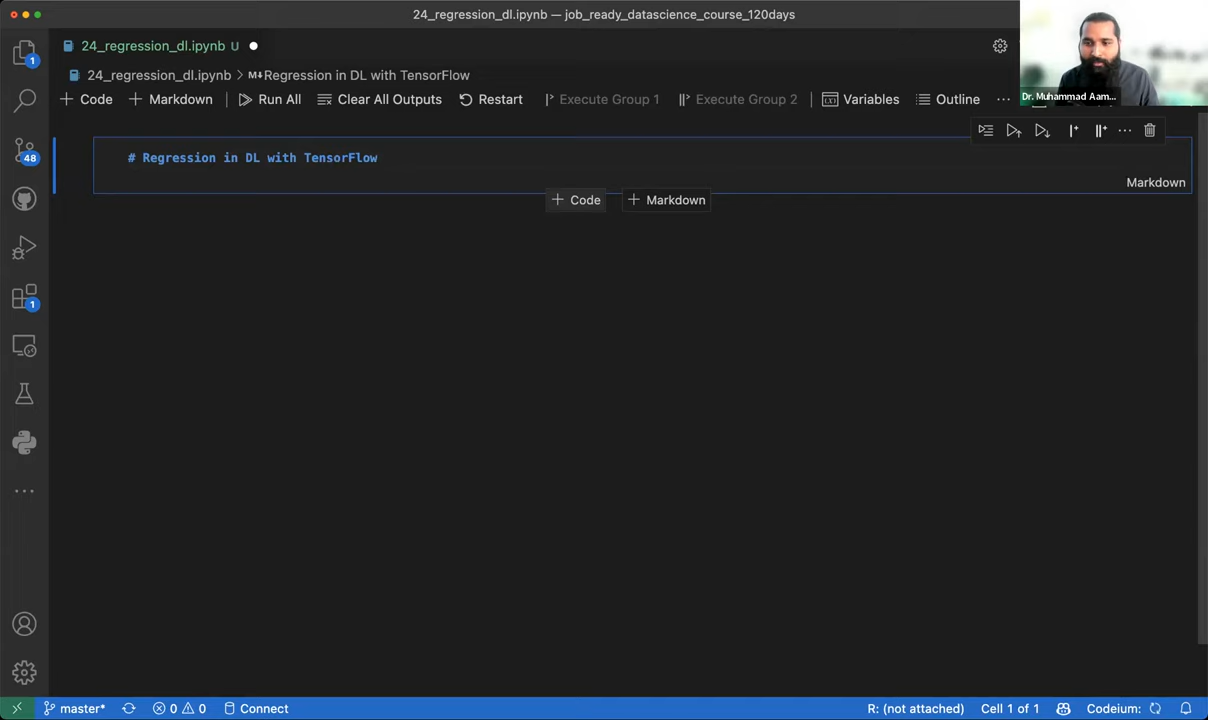 24_regression_dl.ipynb — job_ready_datascience_course_120days
24_regression_dl.ipynb U
24_regression_dl.ipynb > M↓Regression in DL with TensorFlow
+ Code + Markdown Run All Clear All Outputs Restart Execute Group 1 Execute Group 2 Variables Outline ...
Dr. Muhammad Aam...
# Regression in DL with TensorFlow
Markdown
+ Code + Markdown
1
48
1
master* 0 0 Connect R: (not attached) Cell 1 of 1 Codeium: